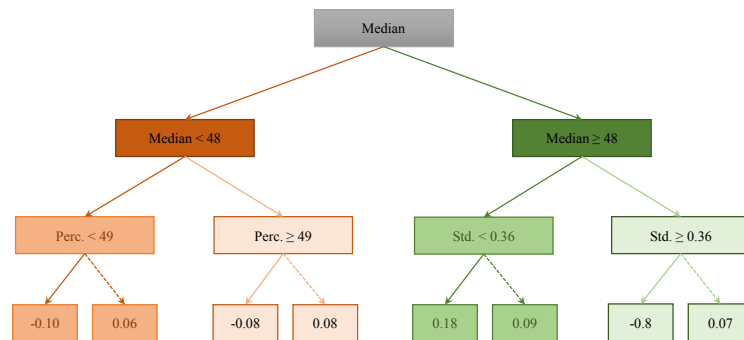 Median
Median < 48
Median ≥ 48
Perc. < 49
Perc. ≥ 49
Std. < 0.36
Std. ≥ 0.36
-0.10
0.06
-0.08
0.08
0.18
0.09
-0.8
0.07